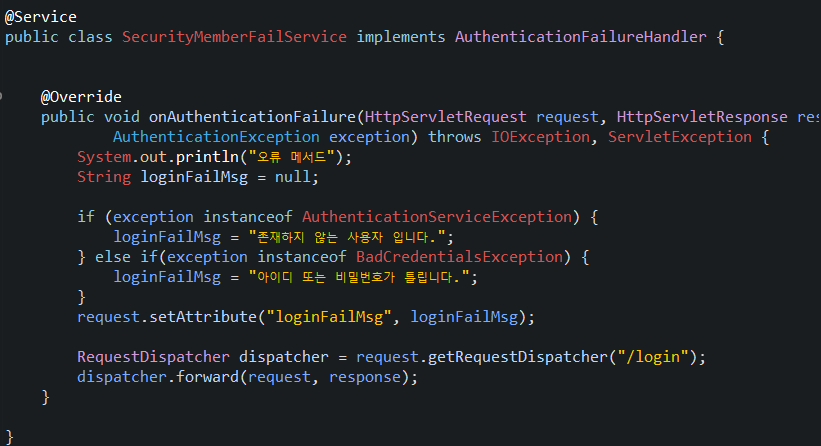 @Service
public class SecurityMemberFailService implements AuthenticationFailureHandler {
@Override
public void onAuthenticationFailure(HttpServletRequest request, HttpServletResponse res
AuthenticationException exception) throws IOException, ServletException {
System.out.println("오류 메서드");
String loginFailMsg = null;
if (exception instanceof AuthenticationServiceException) {
loginFailMsg = "존재하지 않는 사용자 입니다.";
} else if(exception instanceof BadCredentialsException) {
loginFailMsg = "아이디 또는 비밀번호가 틀립니다.";
}
request.setAttribute("loginFailMsg", loginFailMsg);
RequestDispatcher dispatcher = request.getRequestDispatcher("/login");
dispatcher.forward(request, response);
}
}